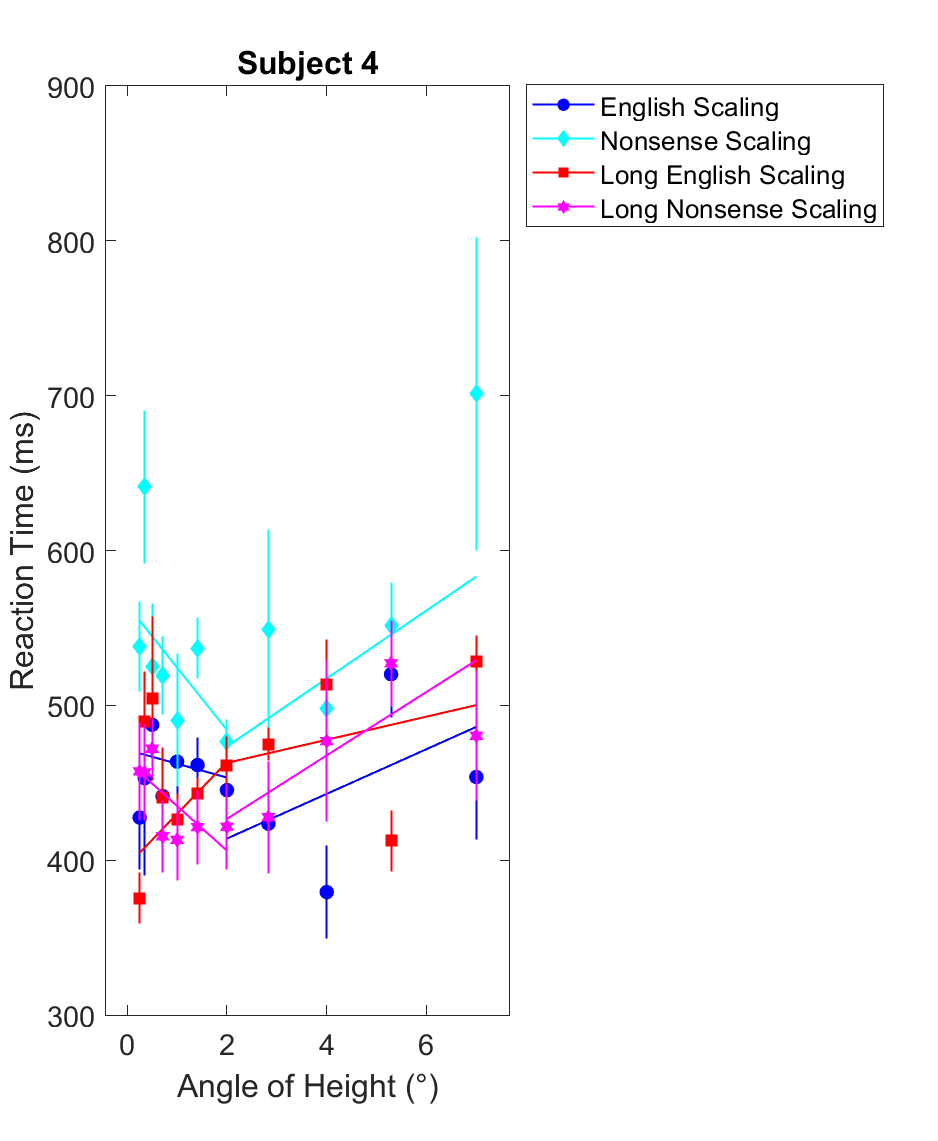 Subject 4
English Scaling
Nonsense Scaling
Long English Scaling
Long Nonsense Scaling
900
800
700
600
500
400
300
Reaction Time (ms)
0 2 4 6
Angle of Height (°)